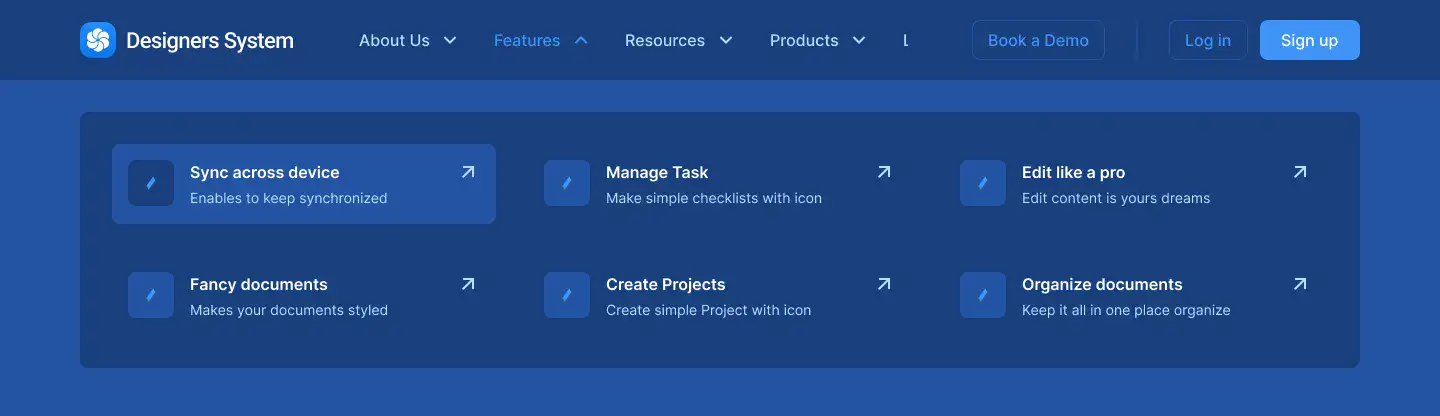 Designers System About Us Features Resources Products Book a Demo Log in Sign up
Sync across device Manage Task Edit like a pro
Enables to keep synchronized Make simple checklists with icon Edit content is yours dreams
Fancy documents Create Projects Organize documents
Makes your documents styled Create simple Project with icon Keep it all in one place organize